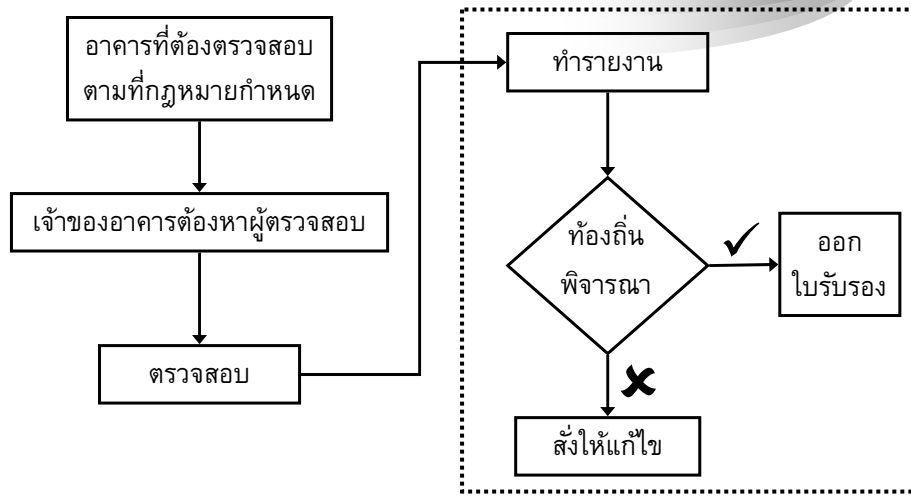 อาคารที่ต้องตรวจสอบ
ตามที่กฎหมายกำหนด
เจ้าของอาคารต้องหาผู้ตรวจสอบ
ตรวจสอบ
ทำรายงาน
ท้องถิ่น
พิจารณา
ออก
ใบรับรอง
สั่งให้แก้ไข